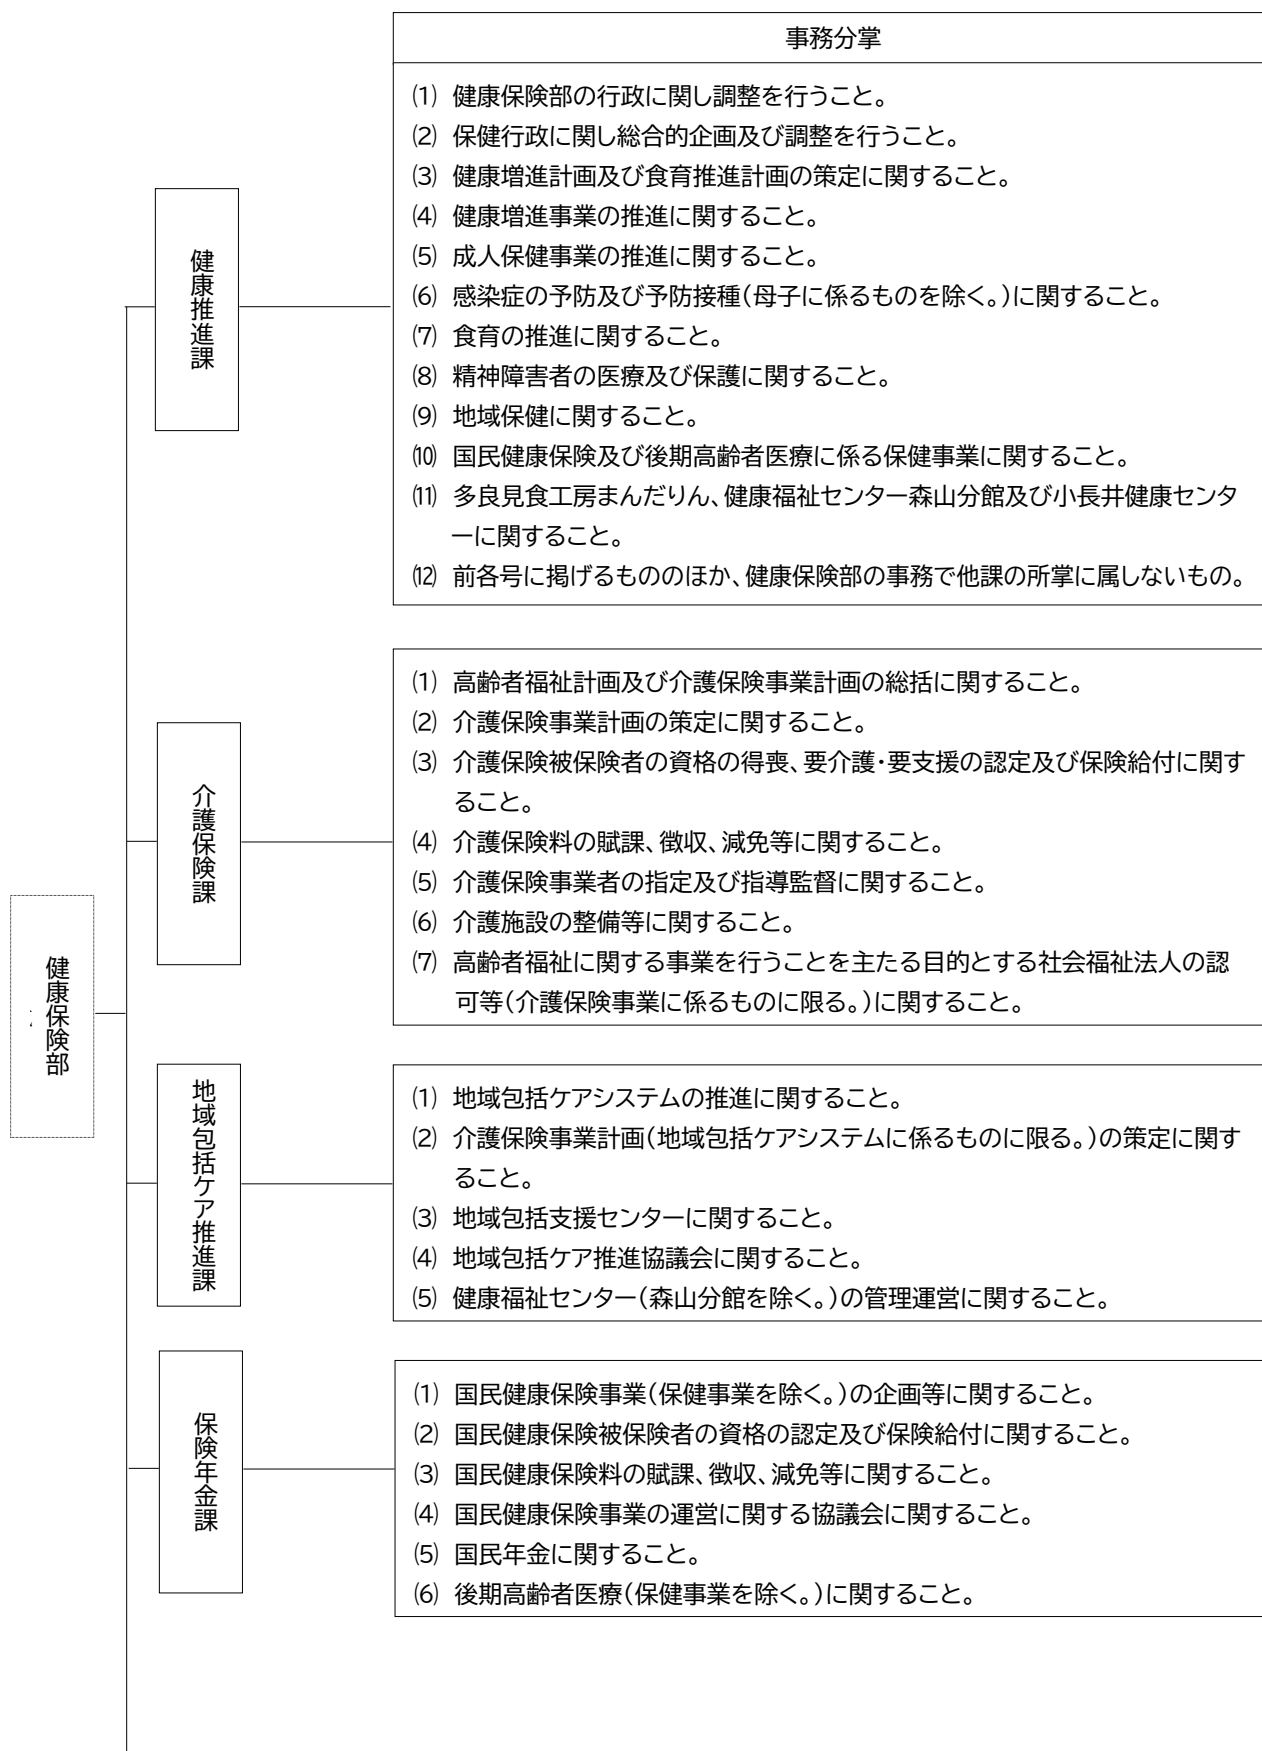 事務分掌
健康推進課
⑴ 健康保険部の行政に関し調整を行うこと。
⑵ 保健行政に関し総合的企画及び調整を行うこと。
⑶ 健康増進計画及び食育推進計画の策定に関すること。
⑷ 健康増進事業の推進に関すること。
⑸ 成人保健事業の推進に関すること。
⑹ 感染症の予防及び予防接種(母子に係るものを除く。)に関すること。
⑺ 食育の推進に関すること。
⑻ 精神障害者の医療及び保護に関すること。
⑼ 地域保健に関すること。
⑽ 国民健康保険及び後期高齢者医療に係る保健事業に関すること。
⑾ 多良見食工房まんだりん、健康福祉センター森山分館及び小長井健康センタ
ーに関すること。
⑿ 前各号に掲げるもののほか、健康保険部の事務で他課の所掌に属しないもの。
介護保険課
⑴ 高齢者福祉計画及び介護保険事業計画の総括に関すること。
⑵ 介護保険事業計画の策定に関すること。
⑶ 介護保険被保険者の資格の得喪、要介護・要支援の認定及び保険給付に関す
ること。
⑷ 介護保険料の賦課、徴収、減免等に関すること。
⑸ 介護保険事業者の指定及び指導監督に関すること。
⑹ 介護施設の整備等に関すること。
⑺ 高齢者福祉に関する事業を行うことを主たる目的とする社会福祉法人の認
可等(介護保険事業に係るものに限る。)に関すること。
健康保険部
地域包括ケア推進課
⑴ 地域包括ケアシステムの推進に関すること。
⑵ 介護保険事業計画(地域包括ケアシステムに係るものに限る。)の策定に関す
ること。
⑶ 地域包括支援センターに関すること。
⑷ 地域包括ケア推進協議会に関すること。
⑸ 健康福祉センター(森山分館を除く。)の管理運営に関すること。
保険年金課
⑴ 国民健康保険事業(保健事業を除く。)の企画等に関すること。
⑵ 国民健康保険被保険者の資格の認定及び保険給付に関すること。
⑶ 国民健康保険料の賦課、徴収、減免等に関すること。
⑷ 国民健康保険事業の運営に関する協議会に関すること。
⑸ 国民年金に関すること。
⑹ 後期高齢者医療(保健事業を除く。)に関すること。